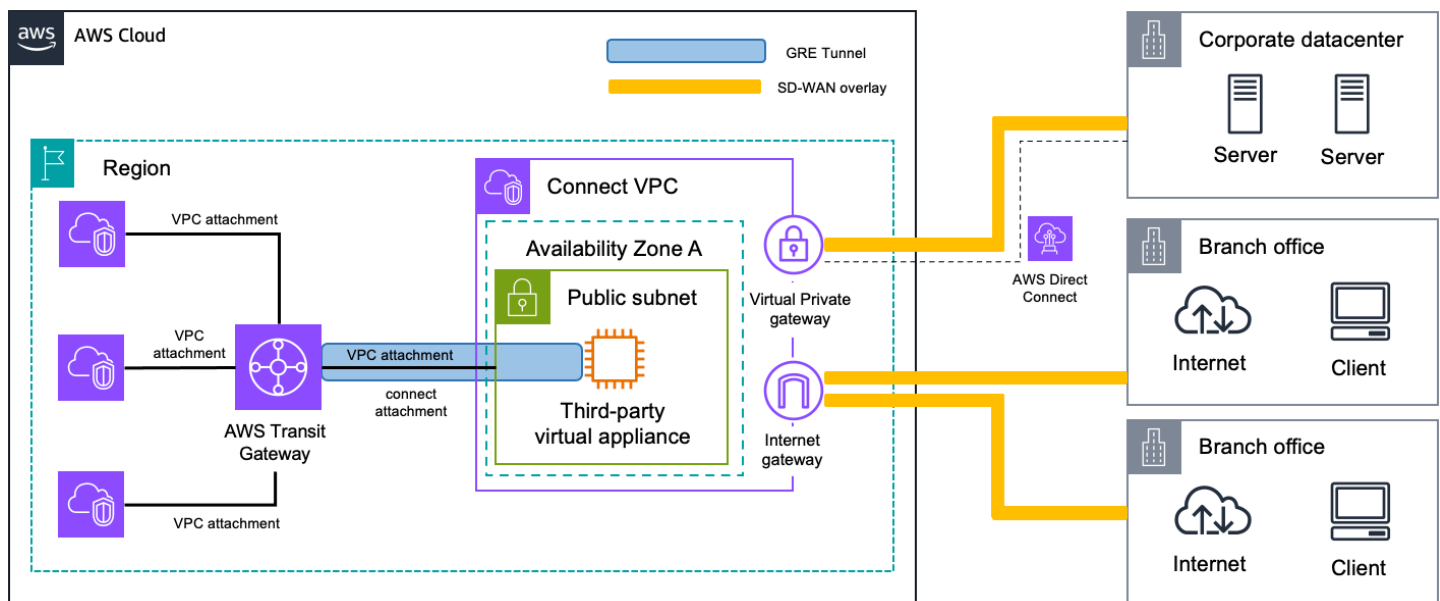 aws
AWS Cloud
GRE Tunnel
SD-WAN overlay
Region
VPC attachment
VPC
attachment
VPC attachment
AWS Transit
Gateway
VPC attachment
connect
attachment
Connect VPC
Availability Zone A
Public subnet
Third-party
virtual appliance
Virtual Private
gateway
Internet
gateway
AWS Direct
Connect
Corporate datacenter
Server
Server
Branch office
Internet
Client
Branch office
Internet
Client